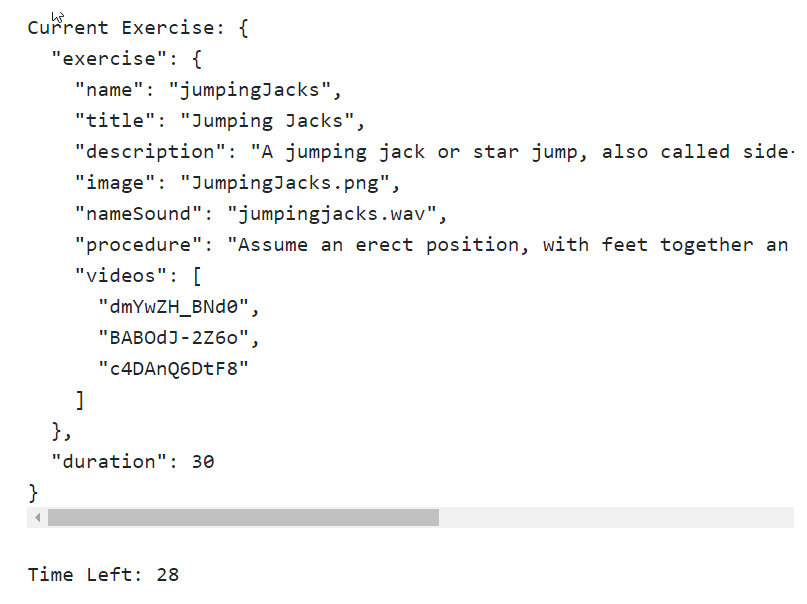 Current Exercise: {
  "exercise": {
    "name": "jumpingJacks",
    "title": "Jumping Jacks",
    "description": "A jumping jack or star jump, also called side-
    "image": "JumpingJacks.png",
    "nameSound": "jumpingjacks.wav",
    "procedure": "Assume an erect position, with feet together an
    "videos": [
      "dmYwZH_BNd0",
      "BABOdJ-2Z6o",
      "c4DAnQ6DtF8"
    ]
  },
  "duration": 30
}
Time Left: 28